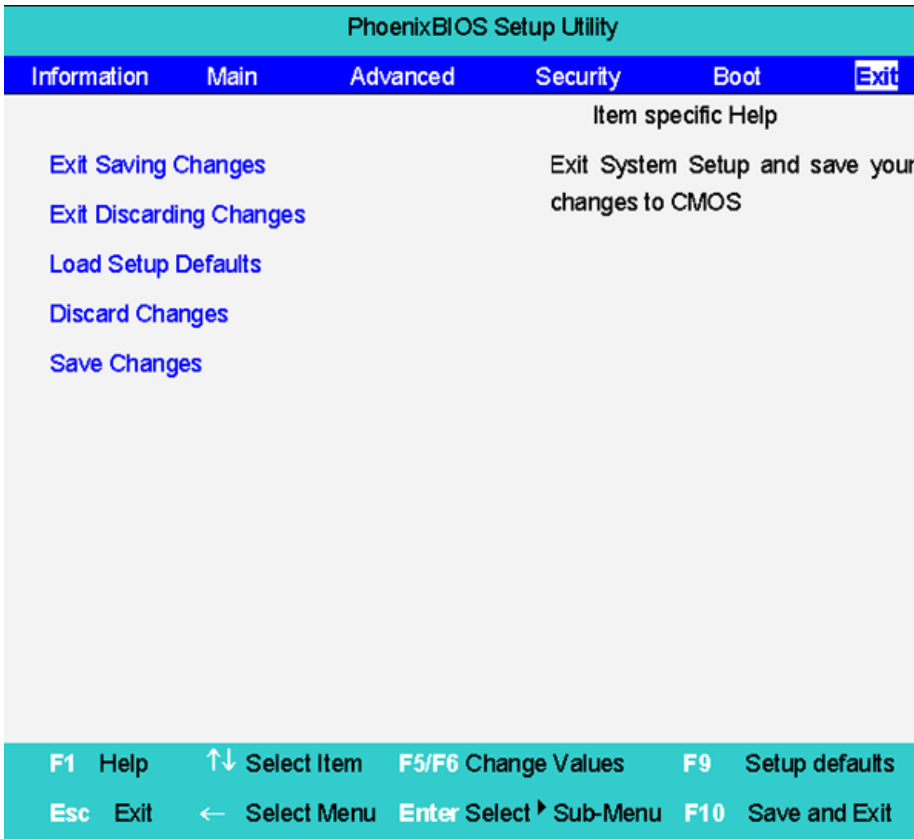 PhoenixBIOS Setup Utility
Information Main Advanced Security Boot Exit
Item specific Help
Exit Saving Changes
Exit System Setup and save your
changes to CMOS
Exit Discarding Changes
Load Setup Defaults
Discard Changes
Save Changes
F1 Help ↑↓ Select Item F5/F6 Change Values F9 Setup defaults
Esc Exit ← Select Menu Enter Select ▶ Sub-Menu F10 Save and Exit